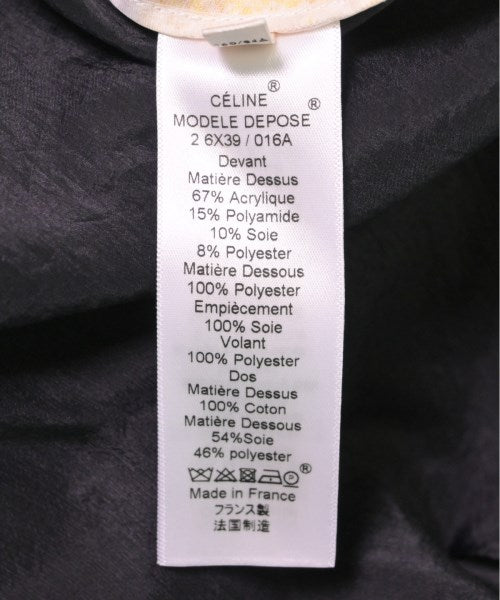 CÉLINE®
MODELE DEPOSE®
2 6X39 / 016A
Devant
Matière Dessus
67% Acrylique
15% Polyamide
10% Soie
8% Polyester
Matière Dessous
100% Polyester
Empiècement
100% Soie
Volant
100% Polyester
Dos
Matière Dessus
100% Coton
Matière Dessous
54%Soie
46% polyester
®
Made in France
フランス製
法国制造